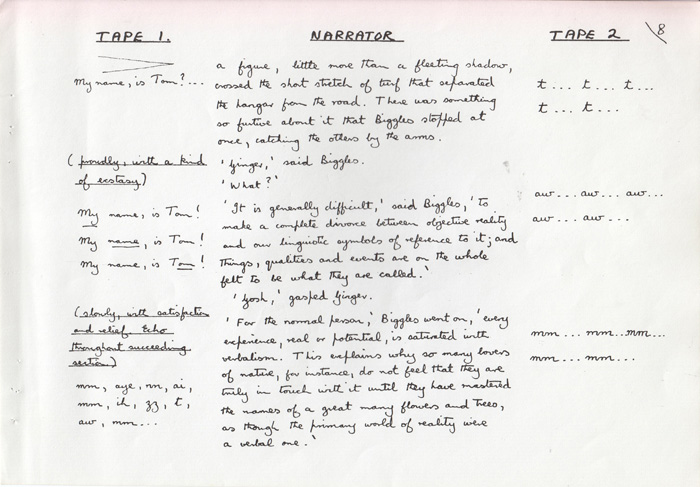 TAPE 1.
NARRATOR
TAPE 2
8
My name, is Tom? ...
a figure, little more than a fleeting shadow,
crossed the short stretch of turf that separated
the hangar from the road. There was something
so furtive about it that Biggles stopped at
once, catching the others by the arms.
t ... t ... t ...
t ... t ...
(proudly, with a kind
of ecstasy)
My name, is Tom!
My name, is Tom!
My name, is Tom!
'Ginger,' said Biggles.
'What?'
'It is generally difficult,' said Biggles, 'to
make a complete divorce between objective reality
and our linguistic symbols of reference to it; and
things, qualities and events are on the whole
felt to be what they are called.'
'Gosh,' gasped Ginger.
aw ... aw ... aw ...
aw ... aw ...
(slowly, with satisfaction
and relief. Echo
throughout succeeding
section)
mm, aye, nn, ai,
mm, ih, zz, t,
aw, mm ...
'For the normal person,' Biggles went on, 'every
experience, real or potential, is satirated with
verbalism. This explains why so many lovers
of nature, for instance, do not feel that they are
truly in touch with it until they have mastered
the names of a great many flowers and trees,
as though the primary world of reality were
a verbal one.'
mm ... mm ... mm ...
mm ... mm ...